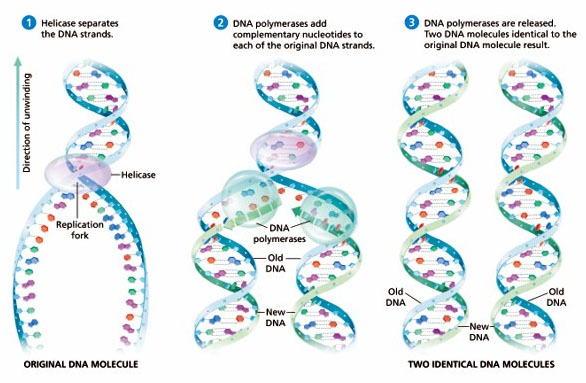 1 Helicase separates
the DNA strands.
2 DNA polymerases add
complementary nucleotides to
each of the original DNA strands.
3 DNA polymerases are released.
Two DNA molecules identical to the
original DNA molecule result.
Direction of unwinding
Helicase
Replication
fork
DNA
polymerases
Old
DNA
New
DNA
Old
DNA
Old
DNA
New
DNA
ORIGINAL DNA MOLECULE
TWO IDENTICAL DNA MOLECULES